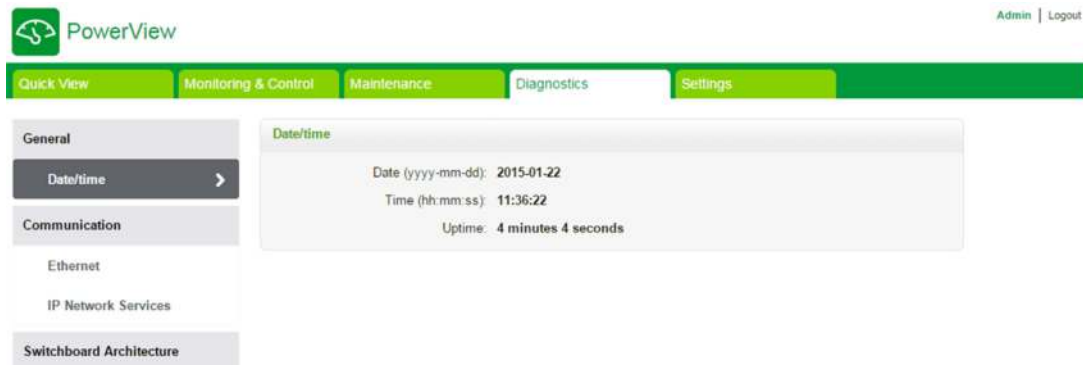 PowerView
Admin | Logout
Quick View Monitoring & Control Maintenance Diagnostics Settings
General
Date/time
Communication
Ethernet
IP Network Services
Switchboard Architecture
Date/time
Date (yyyy-mm-dd): 2015-01-22
Time (hh:mm:ss): 11:36:22
Uptime: 4 minutes 4 seconds